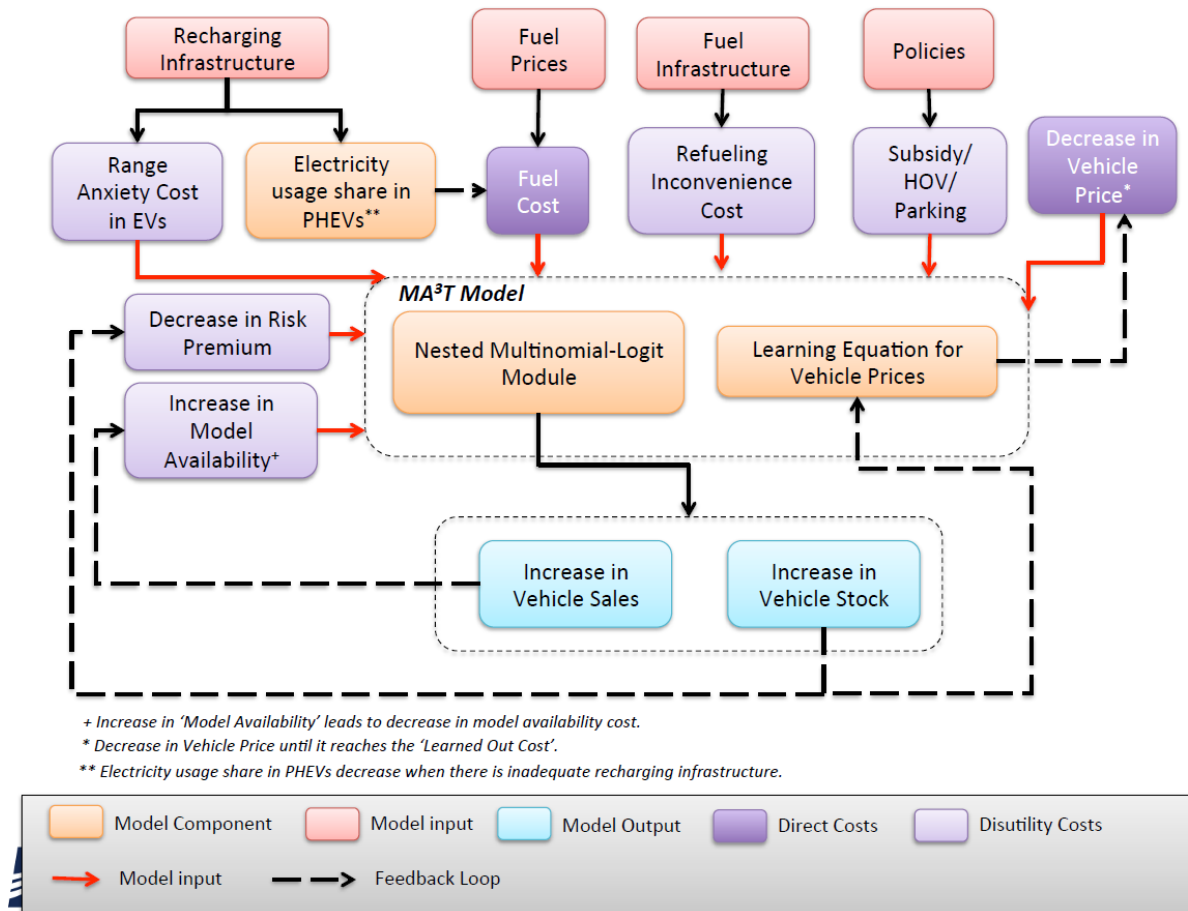 Recharging
Infrastructure
Fuel
Prices
Fuel
Infrastructure
Policies
Range
Anxiety Cost
in EVs
Electricity
usage share in
PHEVs**
Fuel
Cost
Refueling
Inconvenience
Cost
Subsidy/
HOV/
Parking
Decrease in
Vehicle
Price*
MA³T Model
Decrease in Risk
Premium
Nested Multinomial-Logit
Module
Learning Equation for
Vehicle Prices
Increase in
Model
Availability+
Increase in
Vehicle Sales
Increase in
Vehicle Stock
+ Increase in ‘Model Availability’ leads to decrease in model availability cost.
* Decrease in Vehicle Price until it reaches the ‘Learned Out Cost’.
** Electricity usage share in PHEVs decrease when there is inadequate recharging infrastructure.
Model Component
Model input
Model Output
Direct Costs
Disutility Costs
Model input
Feedback Loop